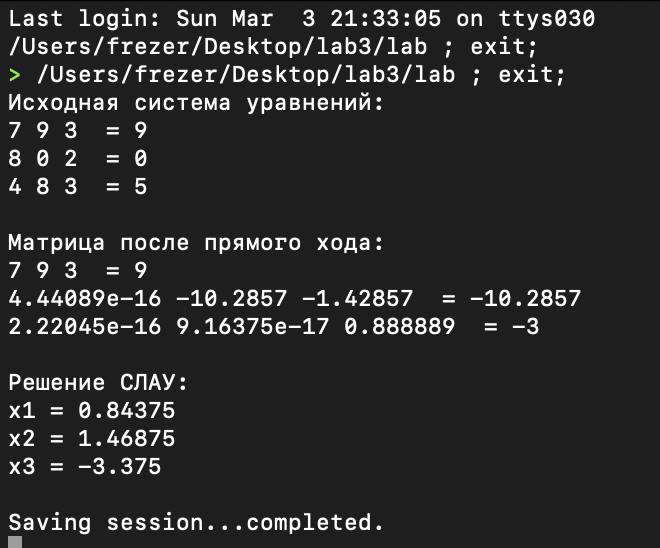 Last login: Sun Mar  3 21:33:05 on ttys030
/Users/frezer/Desktop/lab3/lab ; exit;
> /Users/frezer/Desktop/lab3/lab ; exit;
Исходная система уравнений:
7 9 3  = 9
8 0 2  = 0
4 8 3  = 5
Матрица после прямого хода:
7 9 3  = 9
4.44089e-16 -10.2857 -1.42857  = -10.2857
2.22045e-16 9.16375e-17 0.888889  = -3
Решение СЛАУ:
x1 = 0.84375
x2 = 1.46875
x3 = -3.375
Saving session...completed.